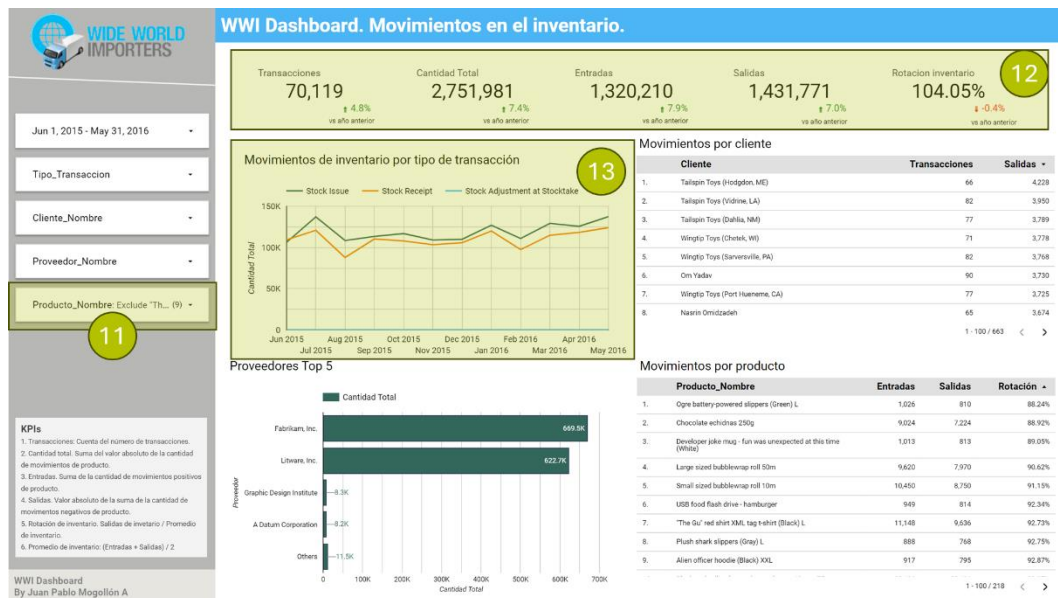 WIDE WORLD
IMPORTERS
WWI Dashboard. Movimientos en el inventario.
Jun 1, 2015 - May 31, 2016
Tipo_Transaccion
Cliente_Nombre
Proveedor_Nombre
Producto_Nombre: Exclude "Th... (9)
11
KPIs
1. Transacciones: Cuenta del número de transacciones.
2. Cantidad total. Suma del valor absoluto de la cantidad
de movimientos de producto.
3. Entradas. Suma de la cantidad de movimientos positivos
de producto.
4. Salidas. Valor absoluto de la suma de la cantidad de
movimientos negativos de producto.
5. Rotación de inventario. Salidas de invetario / Promedio
de inventario.
6. Promedio de inventario: (Entradas + Salidas) / 2
WWI Dashboard
By Juan Pablo Mogollón A
Transacciones Cantidad Total Entradas Salidas Rotacion inventario
70,119 2,751,981 1,320,210 1,431,771 104.05%
4.8% 7.4% 7.9% 7.0% -0.4%
vs año anterior vs año anterior vs año anterior vs año anterior vs año anterior
12
Movimientos de inventario por tipo de transacción
13
Stock Issue Stock Receipt Stock Adjustment at Stocktake
Cantidad Total
150K
100K
50K
0
Jun 2015 Aug 2015 Oct 2015 Dec 2015 Feb 2016 Apr 2016
Jul 2015 Sep 2015 Nov 2015 Jan 2016 Mar 2016 May 2016
Movimientos por cliente
Cliente Transacciones Salidas
1. Tailspin Toys (Hodgdon, ME) 66 4,228
2. Tailspin Toys (Vidrine, LA) 82 3,950
3. Tailspin Toys (Dahlia, NM) 77 3,789
4. Wingtip Toys (Chetek, WI) 71 3,778
5. Wingtip Toys (Sarversville, PA) 82 3,768
6. Om Yadav 90 3,730
7. Wingtip Toys (Port Hueneme, CA) 77 3,725
8. Nasrin Omidzadeh 65 3,674
1 - 100 / 663
Proveedores Top 5
Cantidad Total
Proveedor
Fabrikam, Inc. 669.5K
Litware, Inc. 622.7K
Graphic Design Institute 8.3K
A Datum Corporation 8.2K
Others 11.5K
0 100K 200K 300K 400K 500K 600K 700K
Cantidad Total
Movimientos por producto
Producto_Nombre Entradas Salidas Rotación
1. Ogre battery-powered slippers (Green) L 1,026 810 88.24%
2. Chocolate echidnas 250g 9,024 7,224 88.92%
3. Developer joke mug - fun was unexpected at this time 1,013 813 89.05%
(White)
4. Large sized bubblewrap roll 50m 9,620 7,970 90.62%
5. Small sized bubblewrap roll 10m 10,450 8,750 91.15%
6. USB food flash drive - hamburger 949 814 92.34%
7. "The Gu" red shirt XML tag t-shirt (Black) L 11,148 9,636 92.73%
8. Plush shark slippers (Gray) L 888 768 92.75%
9. Alien officer hoodie (Black) XXL 917 795 92.87%
1 - 100 / 218